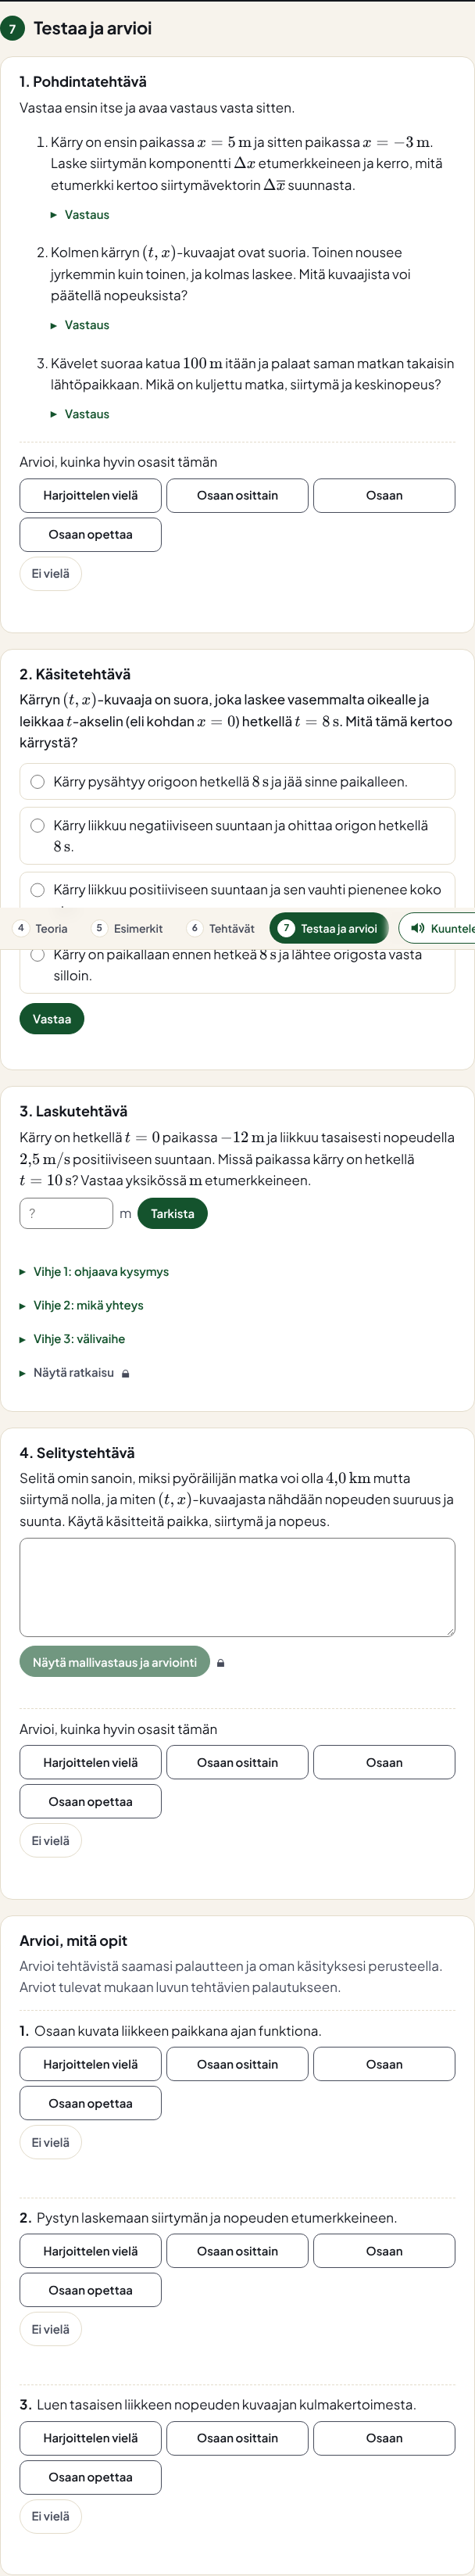 7 Testaa ja arvioi
1. Pohdintatehtävä
Vastaa ensin itse ja avaa vastaus vasta sitten.
1. Kärry on ensin paikassa x = 5 m ja sitten paikassa x = −3 m.
Laske siirtymän komponentti Δx etumerkkeineen ja kerro, mitä
etumerkki kertoo siirtymävektorin Δx̅ suunnasta.
▸ Vastaus
2. Kolmen kärryn (t, x)-kuvaajat ovat suoria. Toinen nousee
jyrkemmin kuin toinen, ja kolmas laskee. Mitä kuvaajista voi
päätellä nopeuksista?
▸ Vastaus
3. Kävelet suoraa katua 100 m itään ja palaat saman matkan takaisin
lähtöpaikkaan. Mikä on kuljettu matka, siirtymä ja keskinopeus?
▸ Vastaus
Arvioi, kuinka hyvin osasit tämän
Harjoittelen vielä Osaan osittain Osaan
Osaan opettaa
Ei vielä
2. Käsitetehtävä
Kärryn (t, x)-kuvaaja on suora, joka laskee vasemmalta oikealle ja
leikkaa t-akselin (eli kohdan x = 0) hetkellä t = 8 s. Mitä tämä kertoo
kärrystä?
Kärry pysähtyy origoon hetkellä 8 s ja jää sinne paikalleen.
Kärry liikkuu negatiiviseen suuntaan ja ohittaa origon hetkellä
8 s.
Kärry liikkuu positiiviseen suuntaan ja sen vauhti pienenee koko
4 Teoria 5 Esimerkit 6 Tehtävät 7 Testaa ja arvioi Kuuntele
Kärry on paikallaan ennen hetkeä 8 s ja lähtee origosta vasta
silloin.
Vastaa
3. Laskutehtävä
Kärry on hetkellä t = 0 paikassa −12 m ja liikkuu tasaisesti nopeudella
2,5 m/s positiiviseen suuntaan. Missä paikassa kärry on hetkellä
t = 10 s? Vastaa yksikössä m etumerkkeineen.
? m Tarkista
▸ Vihje 1: ohjaava kysymys
▸ Vihje 2: mikä yhteys
▸ Vihje 3: välivaihe
▸ Näytä ratkaisu
4. Selitystehtävä
Selitä omin sanoin, miksi pyöräilijän matka voi olla 4,0 km mutta
siirtymä nolla, ja miten (t, x)-kuvaajasta nähdään nopeuden suuruus ja
suunta. Käytä käsitteitä paikka, siirtymä ja nopeus.
Näytä mallivastaus ja arviointi
Arvioi, kuinka hyvin osasit tämän
Harjoittelen vielä Osaan osittain Osaan
Osaan opettaa
Ei vielä
Arvioi, mitä opit
Arvioi tehtävistä saamasi palautteen ja oman käsityksesi perusteella.
Arviot tulevat mukaan luvun tehtävien palautukseen.
1. Osaan kuvata liikkeen paikkana ajan funktiona.
Harjoittelen vielä Osaan osittain Osaan
Osaan opettaa
Ei vielä
2. Pystyn laskemaan siirtymän ja nopeuden etumerkkeineen.
Harjoittelen vielä Osaan osittain Osaan
Osaan opettaa
Ei vielä
3. Luen tasaisen liikkeen nopeuden kuvaajan kulmakertoimesta.
Harjoittelen vielä Osaan osittain Osaan
Osaan opettaa
Ei vielä